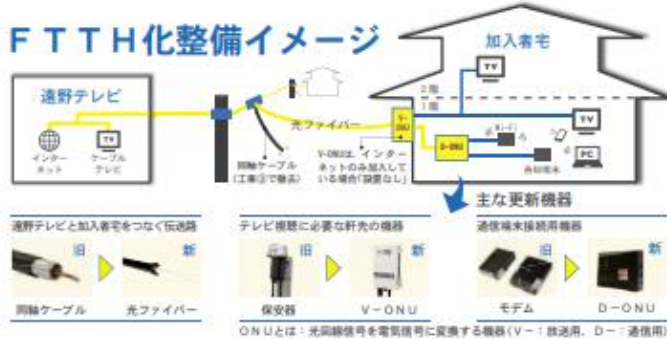 FTTH化整備イメージ
加入者宅
遠野テレビ
インター
ネット
TV
ケーブル
テレビ
光ファイバー
同軸ケーブル
(工事②で撤去)
V-ONUは、インター
ネットのみ加入して
いる場合「設置なし」
V-
ONU
TV
2階
1階
TV
D-ONU
PC
主な更新機器
遠野テレビと加入者宅をつなぐ伝送路
旧
新
同軸ケーブル
光ファイバー
テレビ視聴に必要な軒先の機器
旧
新
保安器
V-ONU
通信端末接続用機器
旧
新
モデム
D-ONU
ONUとは:光回線信号を電気信号に変換する機器(V-:放送用、D-:通信用)